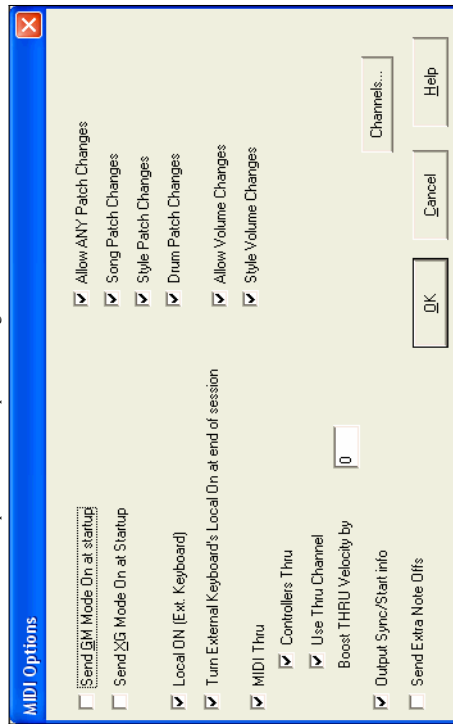 MIDI Options
Send GM Mode On at startup
Send XG Mode On at Startup
Local ON (Ext. Keyboard)
Turn External Keyboard's Local On at end of session
MIDI Thru
Controllers Thru
Use Thru Channel
Boost THRU Velocity by 0
Output Sync/Start info
Send Extra Note Offs
Allow ANY Patch Changes
Song Patch Changes
Style Patch Changes
Drum Patch Changes
Allow Volume Changes
Style Volume Changes
Channels...
OK
Cancel
Help